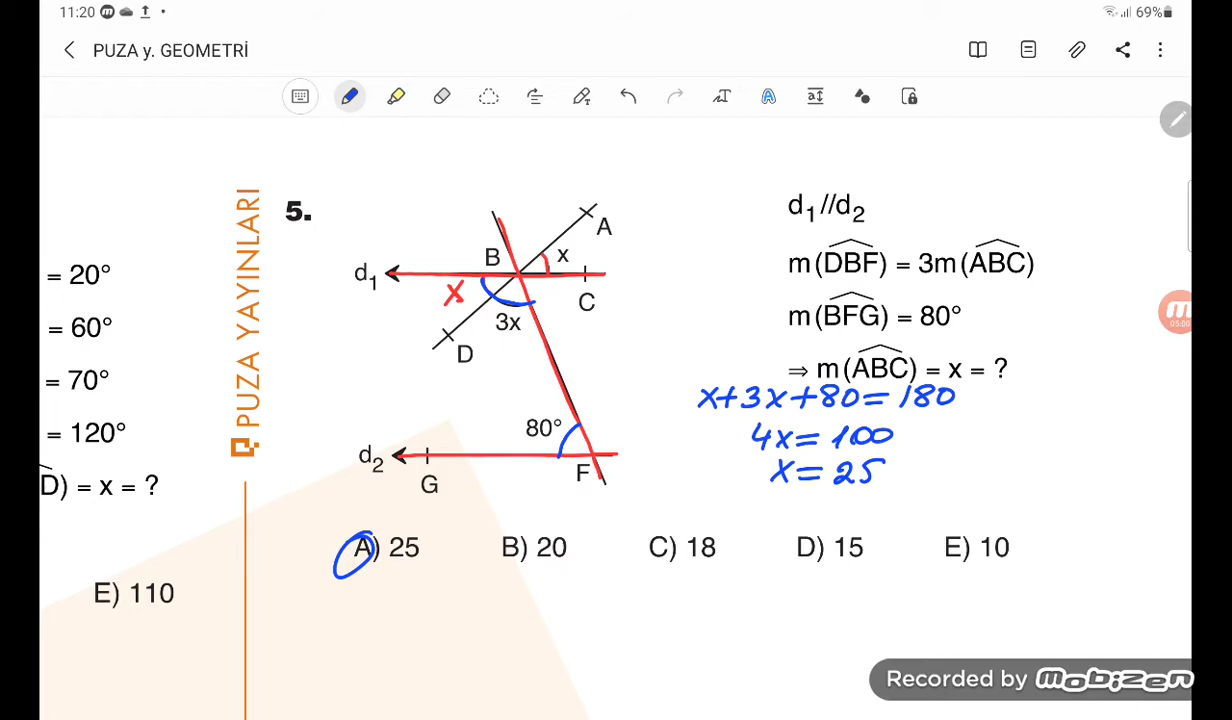 11:20
69%
PUZA y. GEOMETRİ
= 20°
= 60°
= 70°
= 120°
D) = x = ?
E) 110
PUZA YAYINLARI
5.
A
B
x
d1
C
x
3x
D
80°
d2
G
F
d1//d2
m(DBF) = 3m(ABC)
m(BFG) = 80°
⇒ m(ABC) = x = ?
x+3x+80=180
4x=100
x=25
A) 25 B) 20 C) 18 D) 15 E) 10
05:00
Recorded by mobizen